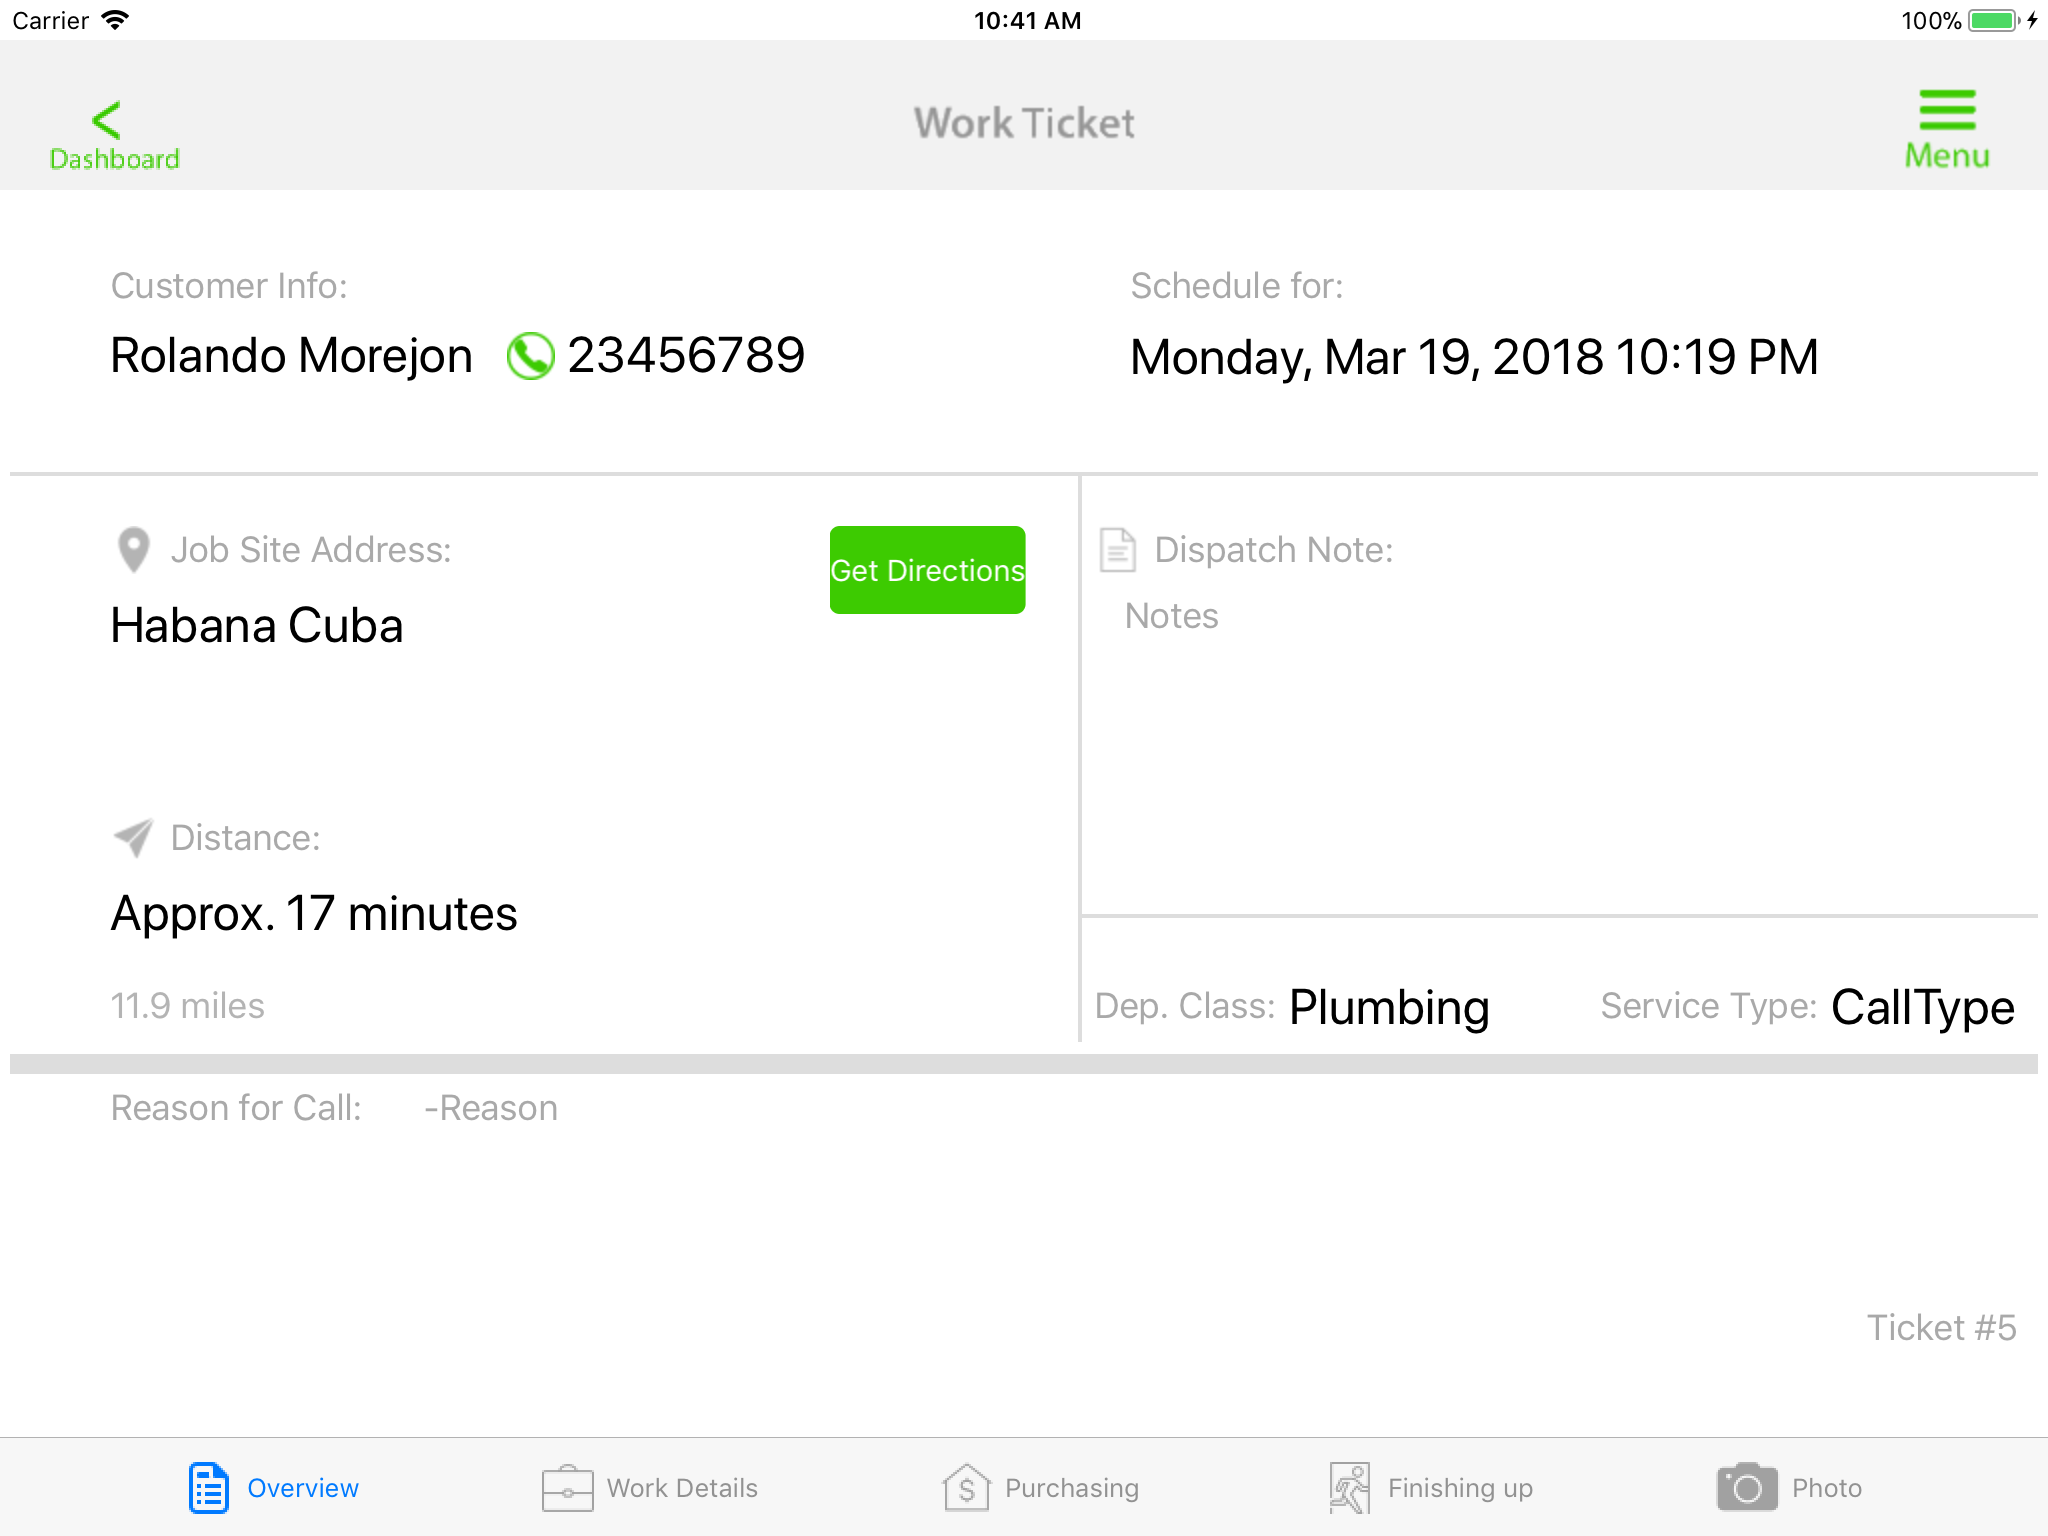 Carrier 10:41 AM 100%
Dashboard
Work Ticket
Menu
Customer Info:
Rolando Morejon 23456789
Schedule for:
Monday, Mar 19, 2018 10:19 PM
Job Site Address:
Get Directions
Habana Cuba
Distance:
Approx. 17 minutes
11.9 miles
Dispatch Note:
Notes
Dep. Class: Plumbing Service Type: CallType
Reason for Call: -Reason
Ticket #5
Overview Work Details Purchasing Finishing up Photo